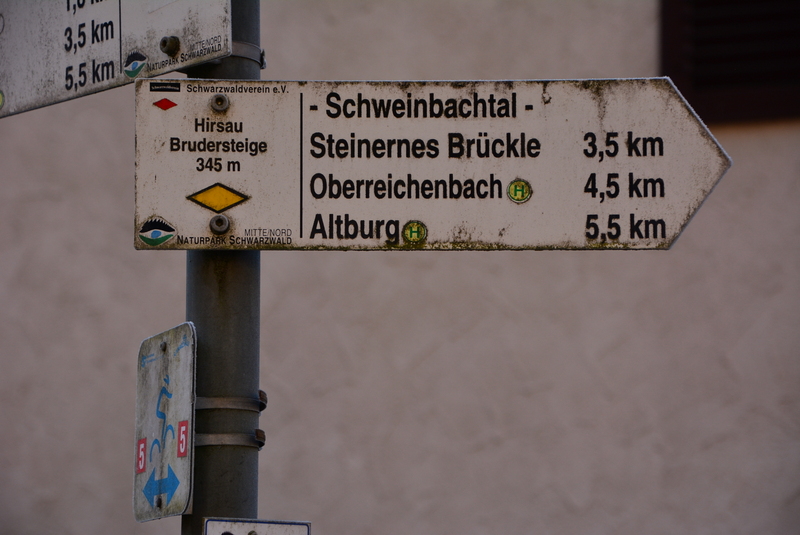 3,5 km
5,5 km
MITTE/NORD
NATURPARK SCHWARZWALD
Schwarzwaldverein e.V.
Hirsau
Brudersteige
345 m
MITTE/NORD
NATURPARK SCHWARZWALD
- Schweinbachtal -
Steinernes Brückle 3,5 km
Oberreichenbach H 4,5 km
Altburg H 5,5 km
5 5